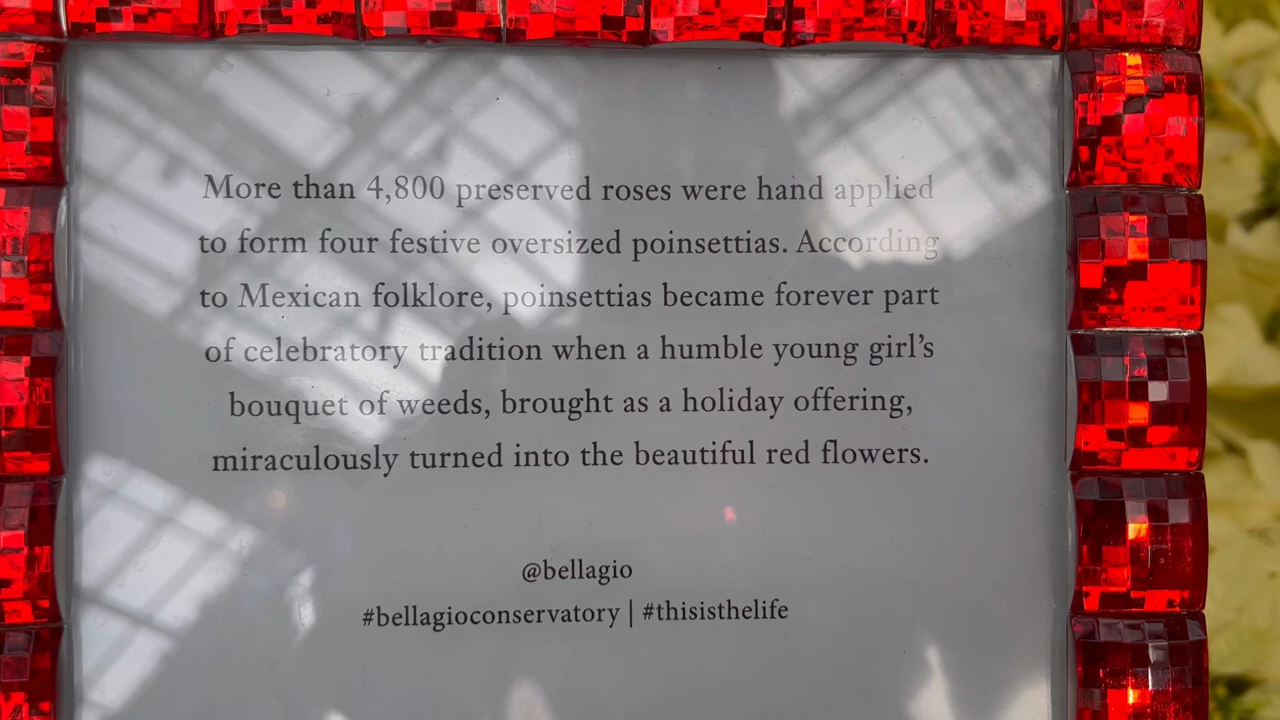 More than 4,800 preserved roses were hand applied
to form four festive oversized poinsettias. According
to Mexican folklore, poinsettias became forever part
of celebratory tradition when a humble young girl’s
bouquet of weeds, brought as a holiday offering,
miraculously turned into the beautiful red flowers.
@bellagio
#bellagioconservatory | #thisisthelife